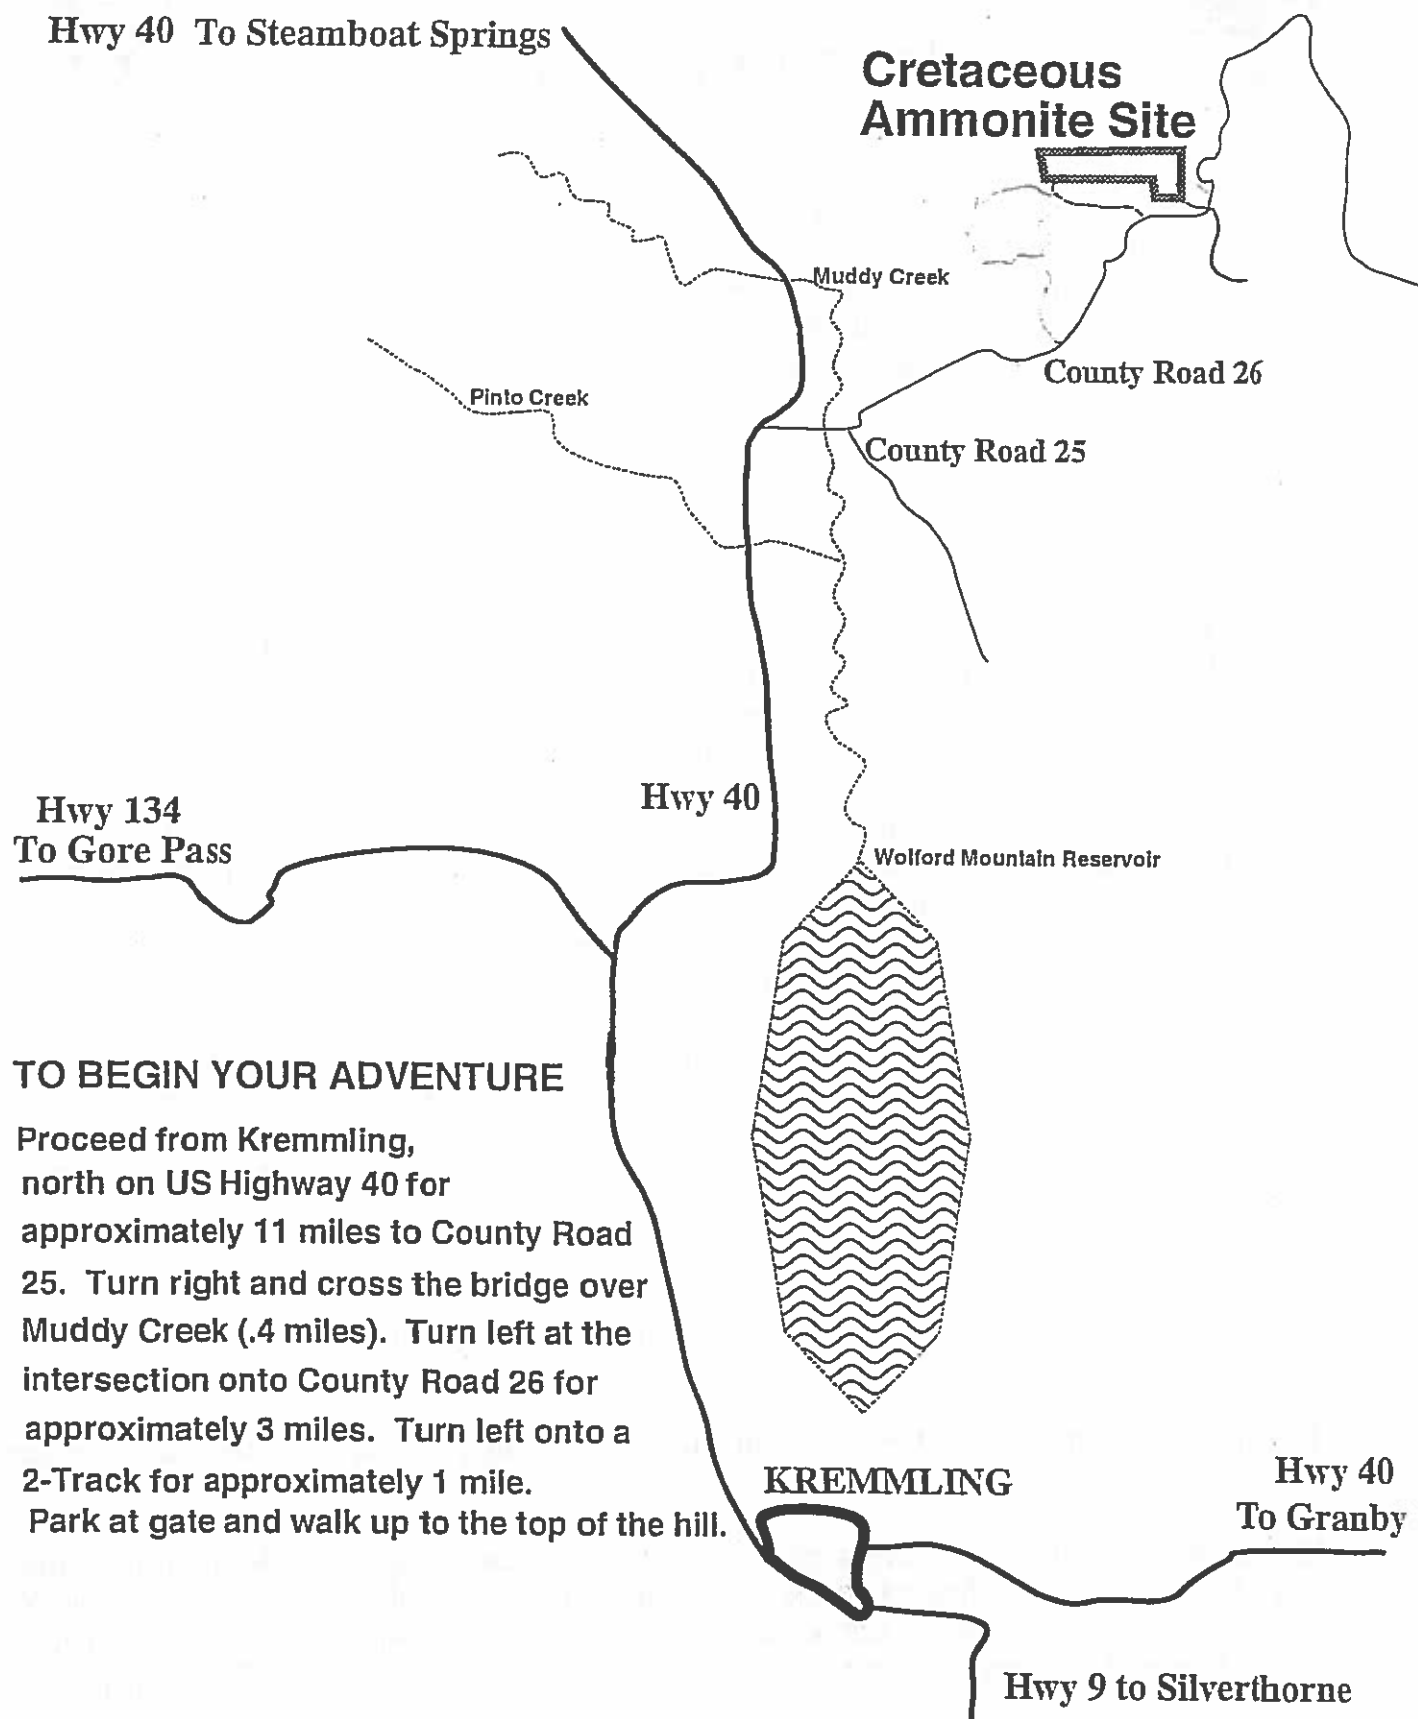 Hwy 40 To Steamboat Springs
Cretaceous
Ammonite Site
Muddy Creek
County Road 26
Pinto Creek
County Road 25
Hwy 40
Hwy 134
To Gore Pass
Wolford Mountain Reservoir
TO BEGIN YOUR ADVENTURE
Proceed from Kremmling,
north on US Highway 40 for
approximately 11 miles to County Road
25. Turn right and cross the bridge over
Muddy Creek (.4 miles). Turn left at the
intersection onto County Road 26 for
approximately 3 miles. Turn left onto a
2-Track for approximately 1 mile.
Park at gate and walk up to the top of the hill.
KREMMLING
Hwy 40
To Granby
Hwy 9 to Silverthorne